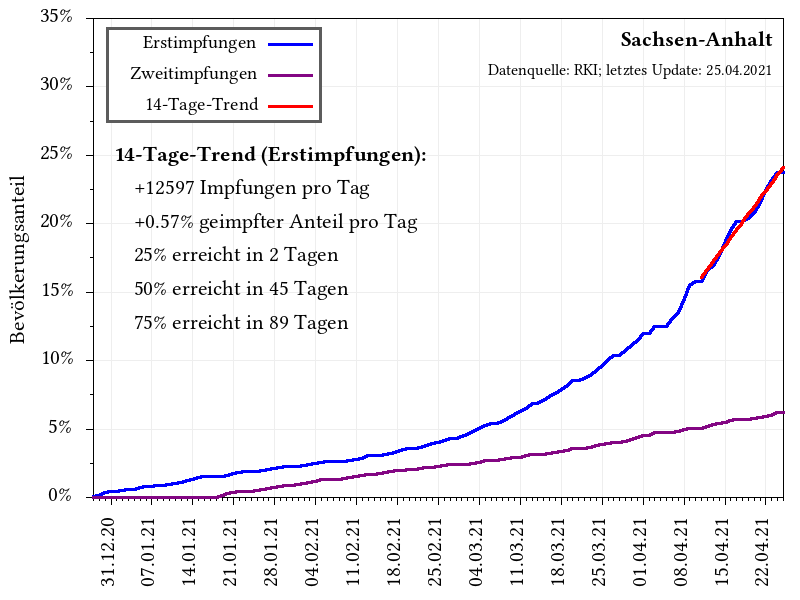 35%
30%
25%
20%
15%
10%
5%
0%
Bevölkerungsanteil
Erstimpfungen
Zweitimpfungen
14-Tage-Trend
Sachsen-Anhalt
Datenquelle: RKI; letztes Update: 25.04.2021
14-Tage-Trend (Erstimpfungen):
+12597 Impfungen pro Tag
+0.57% geimpfter Anteil pro Tag
25% erreicht in 2 Tagen
50% erreicht in 45 Tagen
75% erreicht in 89 Tagen
31.12.20
07.01.21
14.01.21
21.01.21
28.01.21
04.02.21
11.02.21
18.02.21
25.02.21
04.03.21
11.03.21
18.03.21
25.03.21
01.04.21
08.04.21
15.04.21
22.04.21